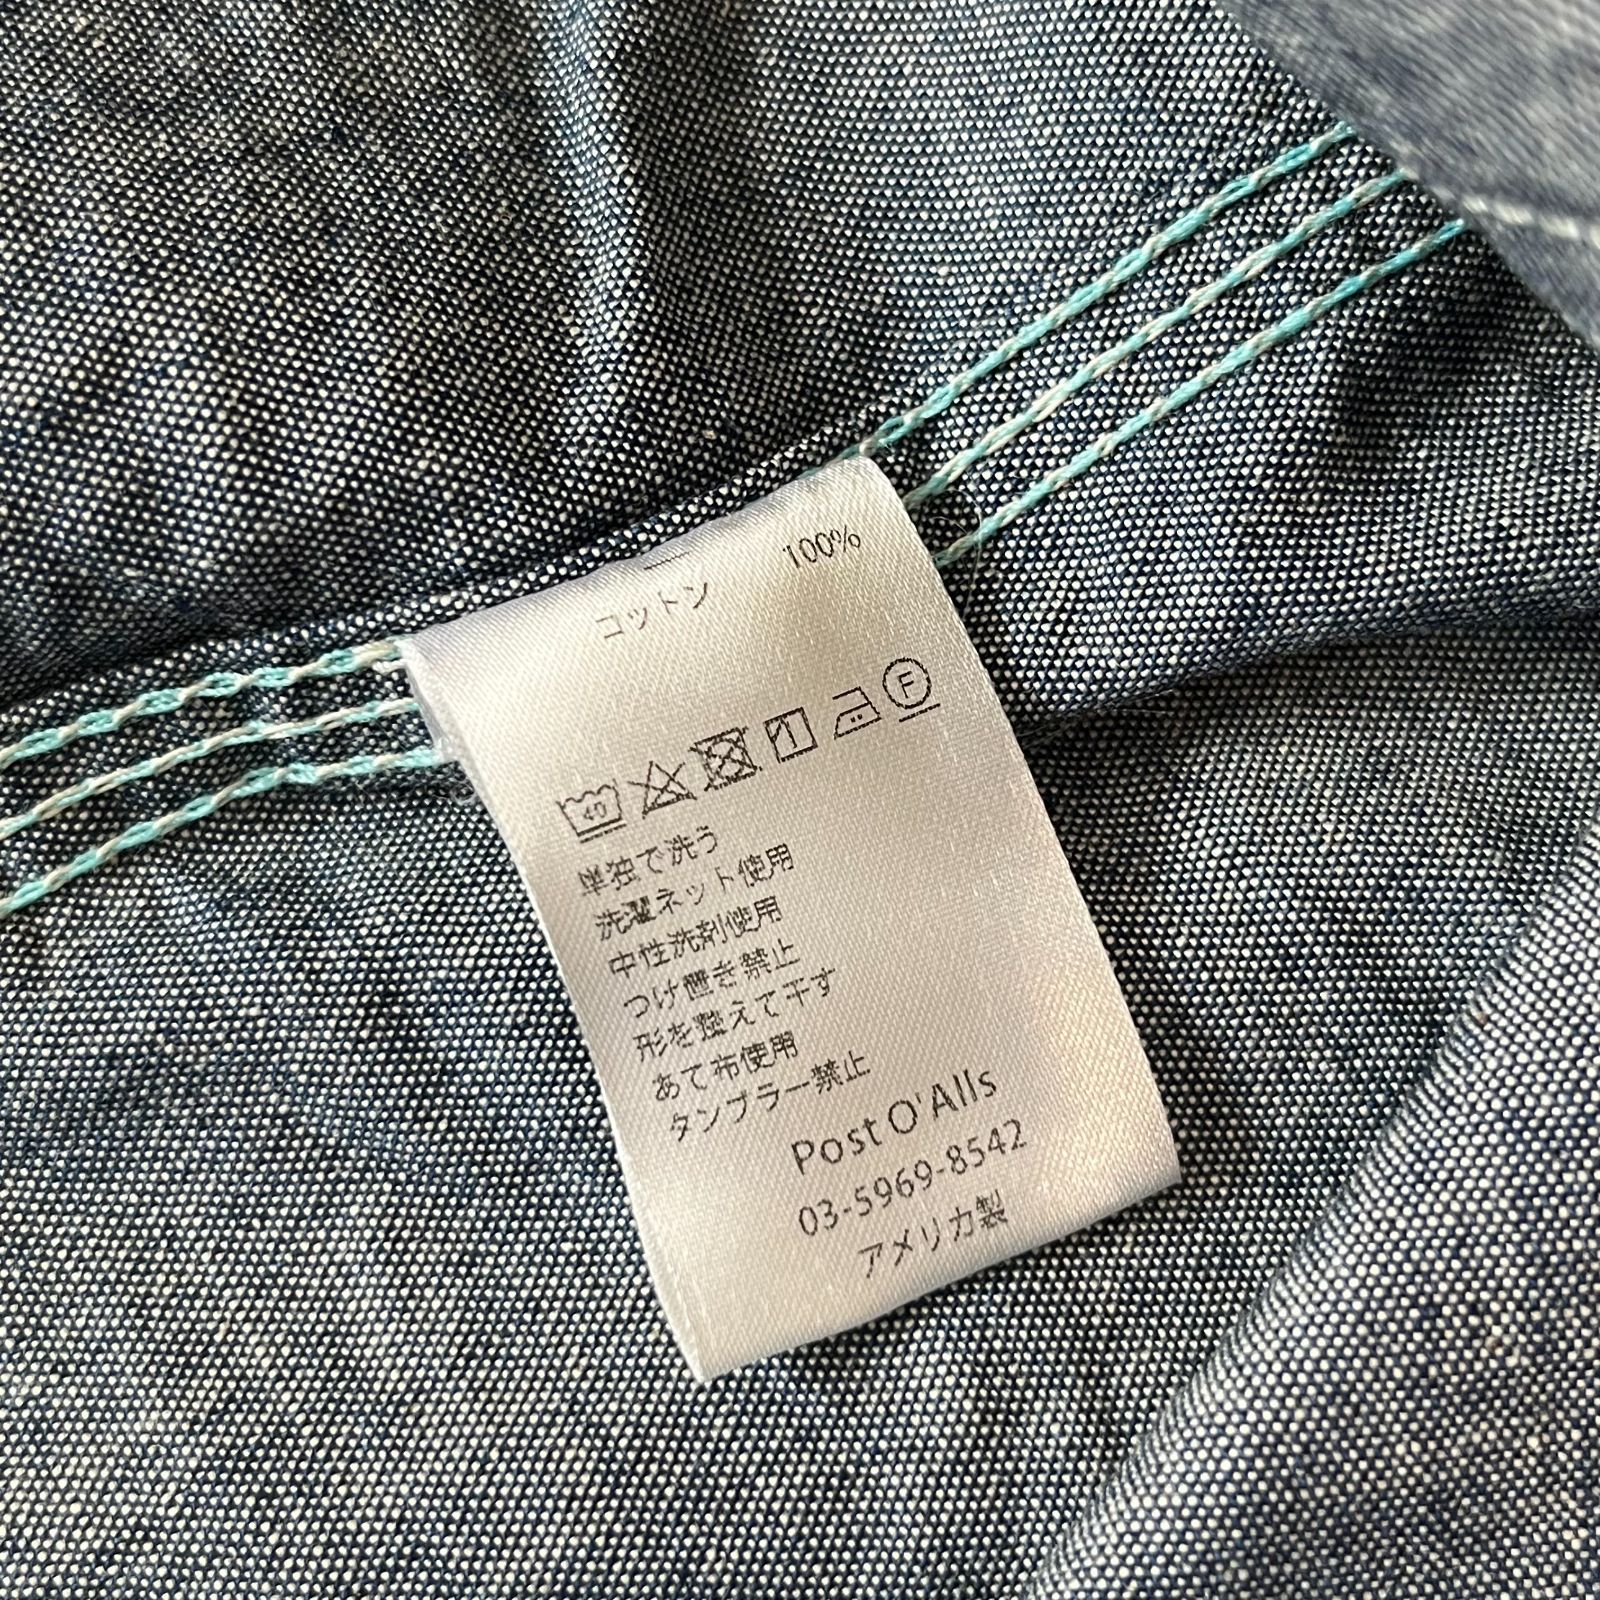 コットン 100%
40
F
単独で洗う
洗濯ネット使用
中性洗剤使用
つけ置き禁止
形を整えて干す
あて布使用
タンブラー禁止
Post O'Alls
03-5969-8542
アメリカ製